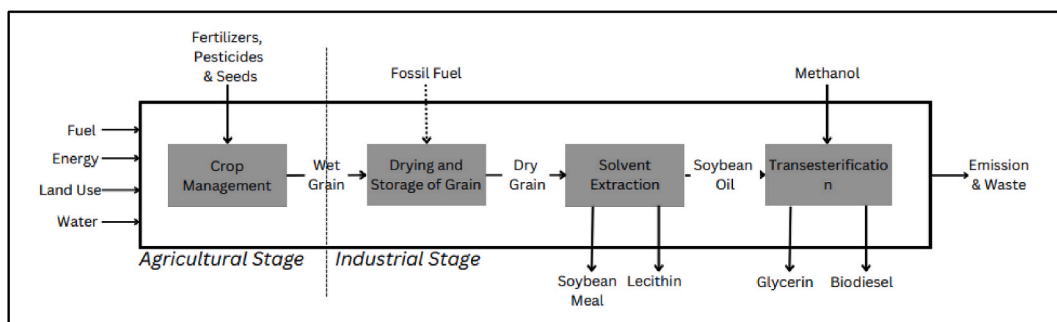 Fertilizers,
Pesticides
& Seeds
Fossil Fuel
Methanol
Fuel
Energy
Land Use
Water
Crop
Management
Wet
Grain
Drying and
Storage of Grain
Dry
Grain
Solvent
Extraction
Soybean
Oil
Transesterificatio
n
Emission
& Waste
Agricultural Stage
Industrial Stage
Soybean
Meal
Lecithin
Glycerin
Biodiesel